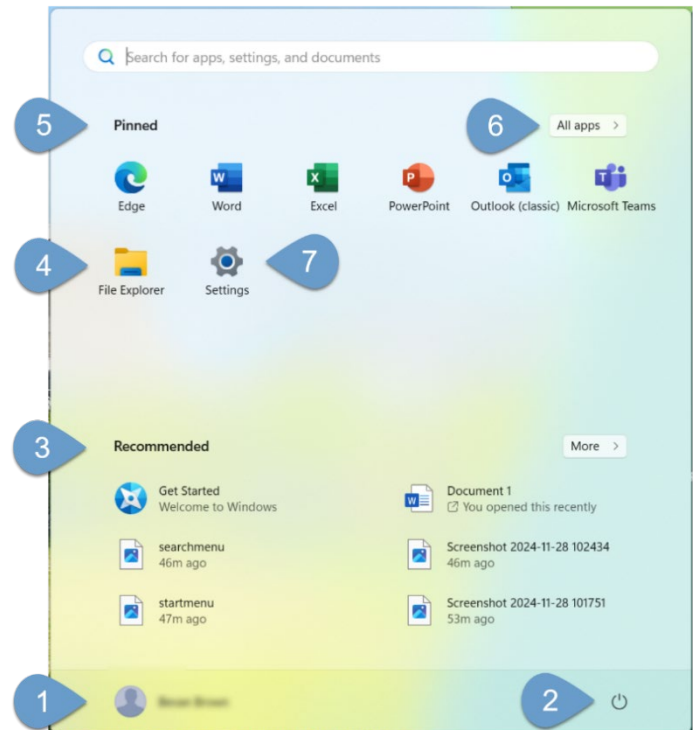 Search for apps, settings, and documents
5 Pinned 6 All apps >
Edge Word Excel PowerPoint Outlook (classic) Microsoft Teams
4 File Explorer Settings 7
3 Recommended More >
Get Started
Welcome to Windows
Document 1
You opened this recently
searchmenu
46m ago
Screenshot 2024-11-28 102434
46m ago
startmenu
47m ago
Screenshot 2024-11-28 101751
53m ago
1 2